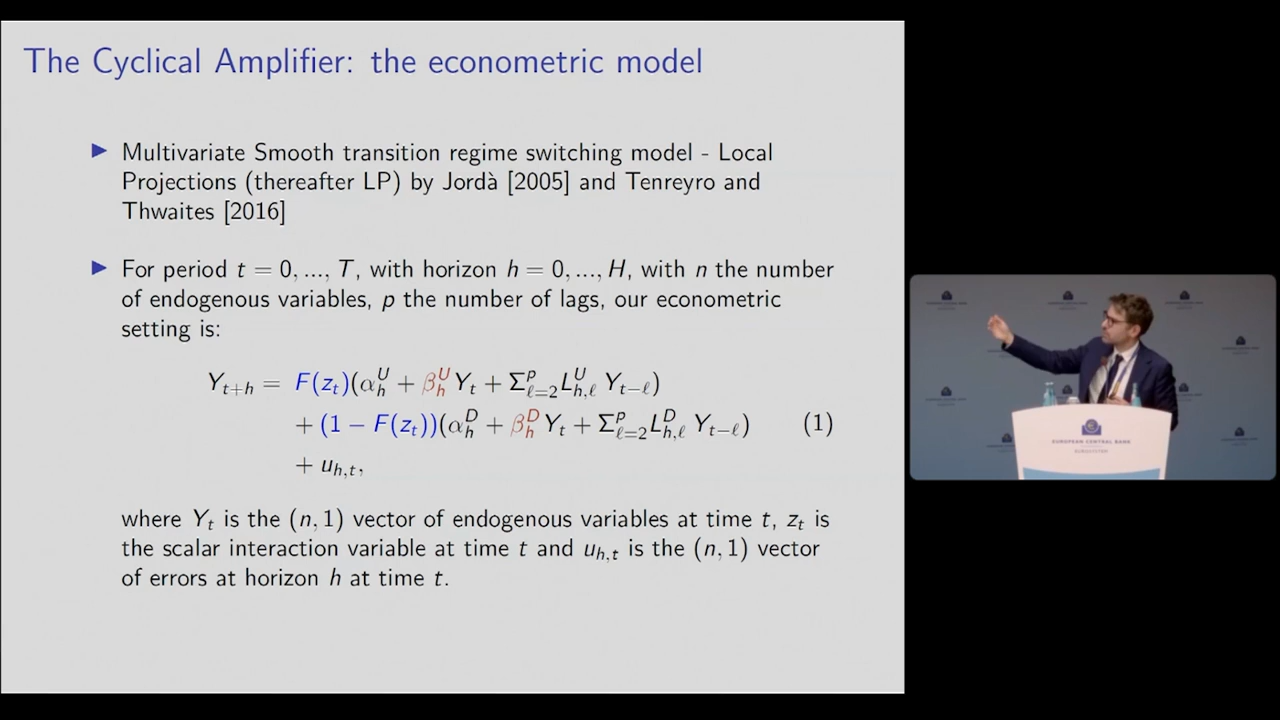 The Cyclical Amplifier: the econometric model
▶ Multivariate Smooth transition regime switching model - Local
Projections (thereafter LP) by Jordà [2005] and Tenreyro and
Thwaites [2016]
▶ For period t = 0, ..., T, with horizon h = 0, ..., H, with n the number
of endogenous variables, p the number of lags, our econometric
setting is:
Y_{t+h} = F(z_t)(α_h^U + β_h^U Y_t + Σ_{ℓ=2}^p L_{h,ℓ}^U Y_{t−ℓ})
+ (1 − F(z_t))(α_h^D + β_h^D Y_t + Σ_{ℓ=2}^p L_{h,ℓ}^D Y_{t−ℓ}) (1)
+ u_{h,t},
where Y_t is the (n, 1) vector of endogenous variables at time t, z_t is
the scalar interaction variable at time t and u_{h,t} is the (n, 1) vector
of errors at horizon h at time t.
EUROPEAN CENTRAL BANK
EUROSYSTEM